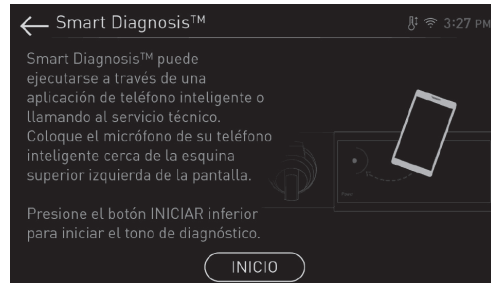 Smart Diagnosis™
3:27 PM
Smart Diagnosis™ puede
ejecutarse a través de una
aplicación de teléfono inteligente o
llamando al servicio técnico.
Coloque el micrófono de su teléfono
inteligente cerca de la esquina
superior izquierda de la pantalla.
Presione el botón INICIAR inferior
para iniciar el tono de diagnóstico.
INICIO